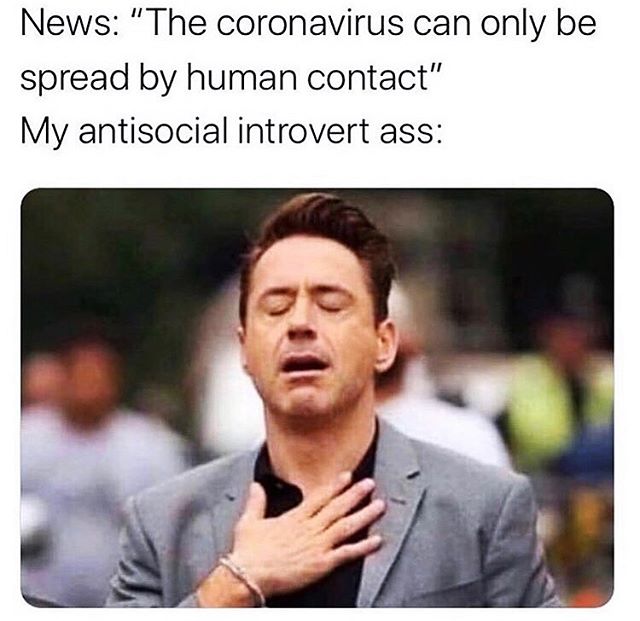 News: "The coronavirus can only be
spread by human contact"
My antisocial introvert ass: